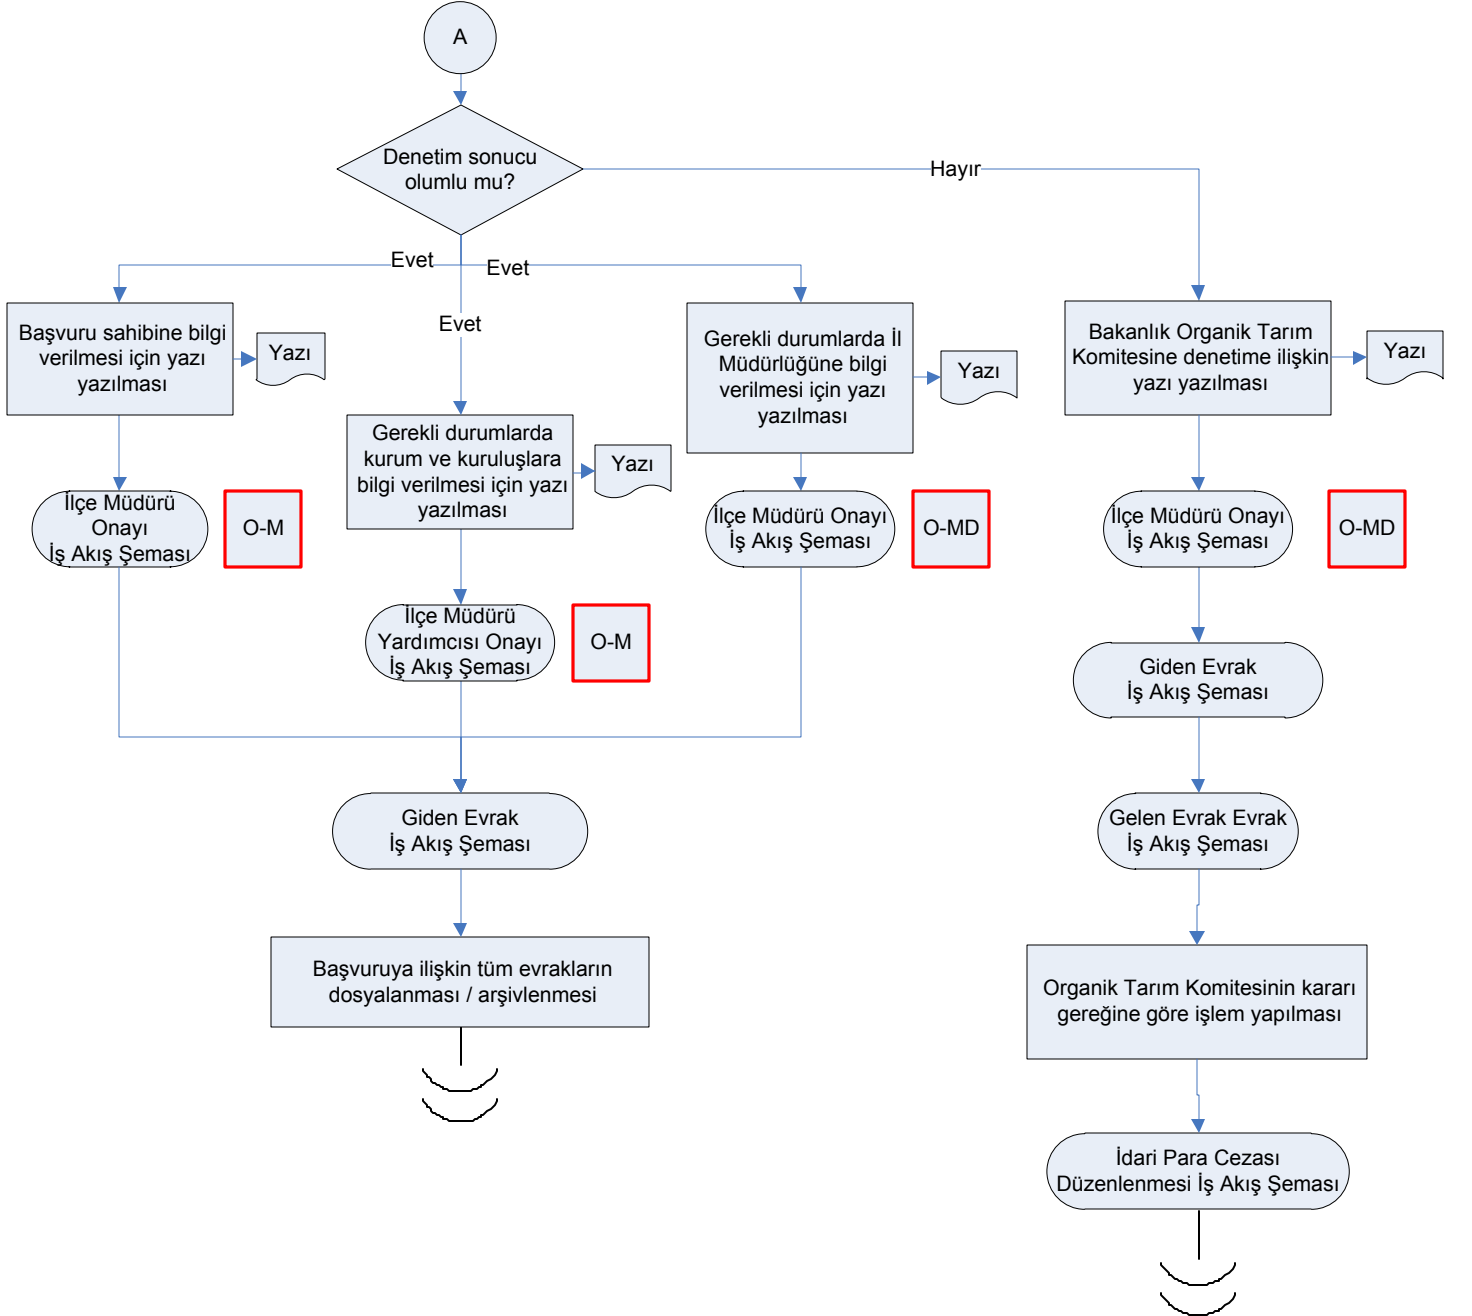 A
Denetim sonucu
olumlu mu?
Hayır
Evet
Evet
Evet
Başvuru sahibine bilgi
verilmesi için yazı
yazılması
Yazı
Gerekli durumlarda
kurum ve kuruluşlara
bilgi verilmesi için yazı
yazılması
Yazı
Gerekli durumlarda İl
Müdürlüğüne bilgi
verilmesi için yazı
yazılması
Yazı
Bakanlık Organik Tarım
Komitesine denetime ilişkin
yazı yazılması
Yazı
İlçe Müdürü
Onayı
İş Akış Şeması
O-M
İlçe Müdürü
Yardımcısı Onayı
İş Akış Şeması
O-M
İlçe Müdürü Onayı
İş Akış Şeması
O-MD
İlçe Müdürü Onayı
İş Akış Şeması
O-MD
Giden Evrak
İş Akış Şeması
Giden Evrak
İş Akış Şeması
Gelen Evrak Evrak
İş Akış Şeması
Başvuruya ilişkin tüm evrakların
dosyalanması / arşivlenmesi
Organik Tarım Komitesinin kararı
gereğine göre işlem yapılması
İdari Para Cezası
Düzenlenmesi İş Akış Şeması